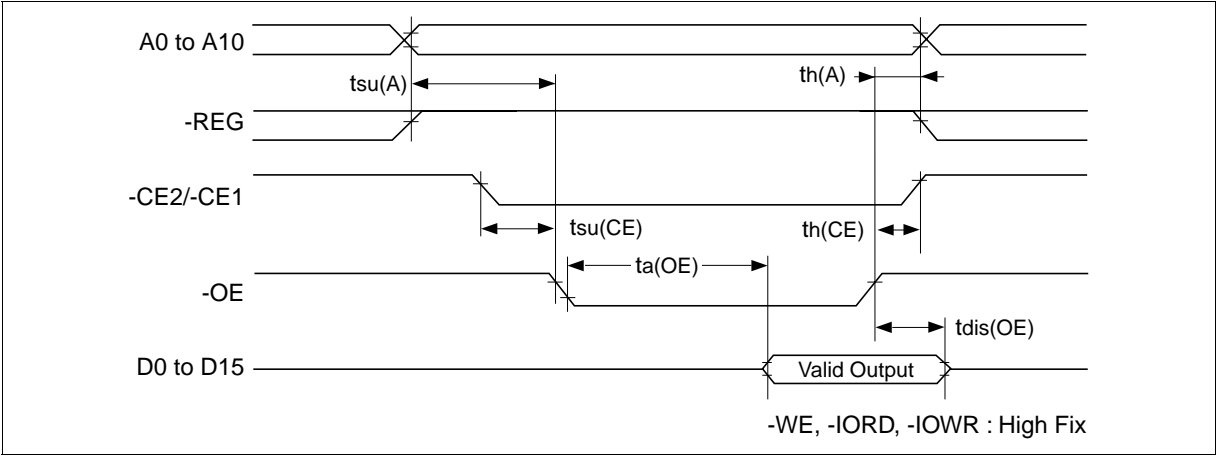 A0 to A10
tsu(A)
th(A)
-REG
-CE2/-CE1
tsu(CE)
th(CE)
ta(OE)
-OE
tdis(OE)
D0 to D15
Valid Output
-WE, -IORD, -IOWR : High Fix